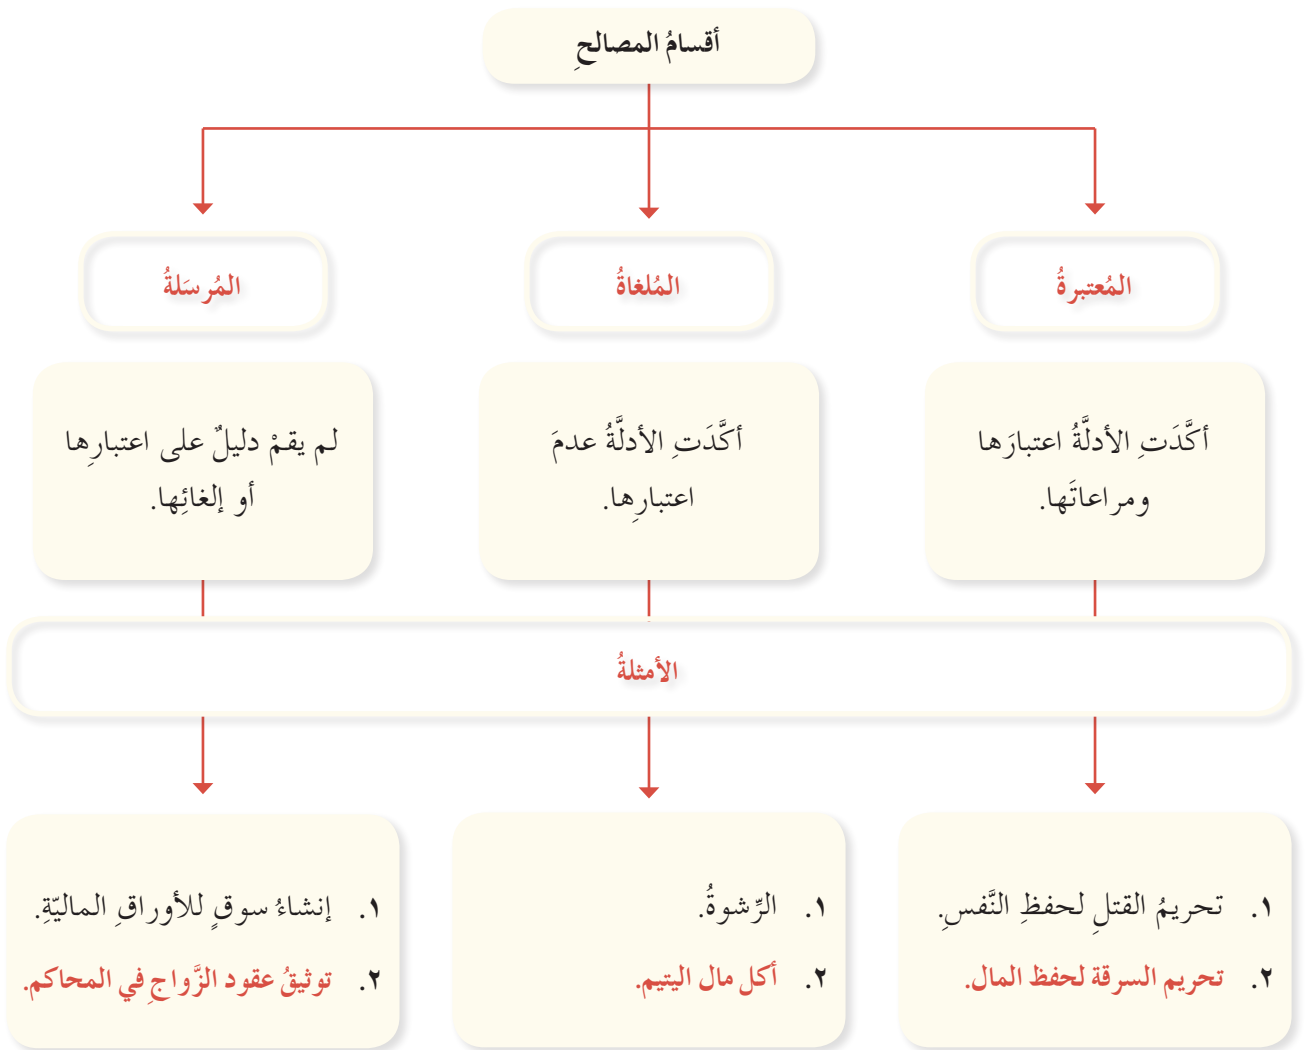 أقسامُ المصالحِ
المُعتبرةُ
المُلغاةُ
المُرسَلةُ
أكَّدَتِ الأدلَّةُ اعتبارَها
ومراعاتَها.
أكَّدَتِ الأدلَّةُ عدمَ
اعتبارِها.
لم يقمْ دليلٌ على اعتبارِها
أو إلغائِها.
الأمثلةُ
١. تحريمُ القتلِ لحفظِ النَّفسِ.
٢. تحريم السرقة لحفظ المال.
١. الرِّشوةُ.
٢. أكل مال اليتيم.
١. إنشاءُ سوقٍ للأوراقِ الماليّةِ.
٢. توثيقُ عقود الزَّواجِ في المحاكم.